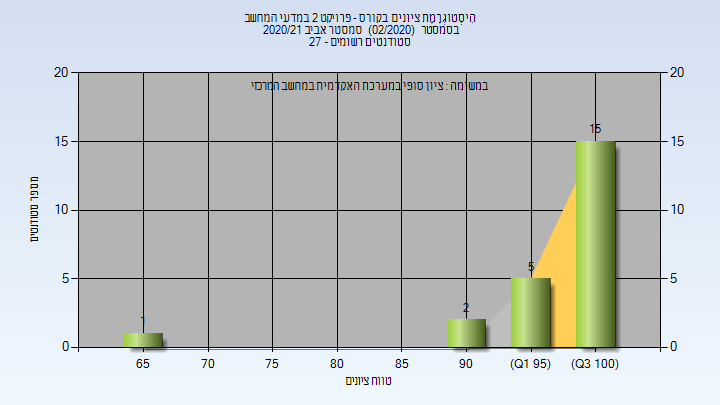 היסטוגרמת ציונים בקורס - פרויקט 2 במדעי המחשב
בסמסטר (02/2020) סמסטר אביב 2020/21
סטודנטים רשומים - 27
במשימה : ציון סופי במערכת האקדמית במחשב המרכזי
מספר סטודנטים
20 20
15 15
10 10
5 5
0 0
1 2 5 15
65 70 75 80 85 90 (Q1 95) (Q3 100)
טווח ציונים